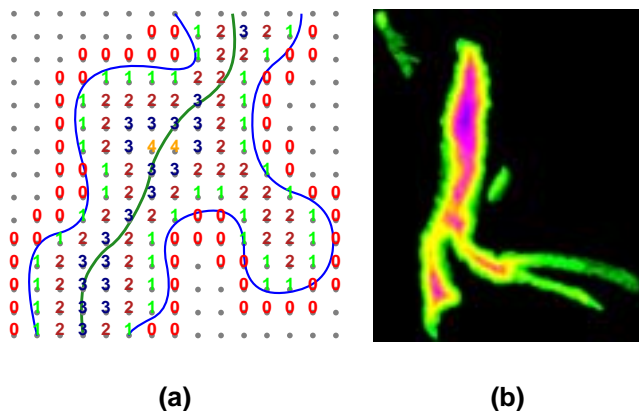 0 0 1 2 3 2 1 0
0 0 0 0 0 1 2 2 1 0 0
0 0 1 1 1 1 2 2 1 0
0 1 2 2 2 2 3 2 1 0
0 1 2 3 3 3 3 2 1 0
0 1 2 3 4 4 3 2 2 1 0 0
0 0 1 2 3 3 2 2 2 1 0
0 0 1 2 3 2 1 1 2 2 1 0 0
0 0 1 2 3 2 1 0 0 1 2 2 1 0
0 0 1 2 3 2 1 0 0 0 1 2 2 1 0
0 1 2 3 3 2 1 0 0 0 1 2 1 0
0 1 2 3 3 2 1 0 0 1 1 0 0
0 1 2 3 3 2 1 0 0 0 0 0
0 1 2 3 2 1 0 0
(a) (b)